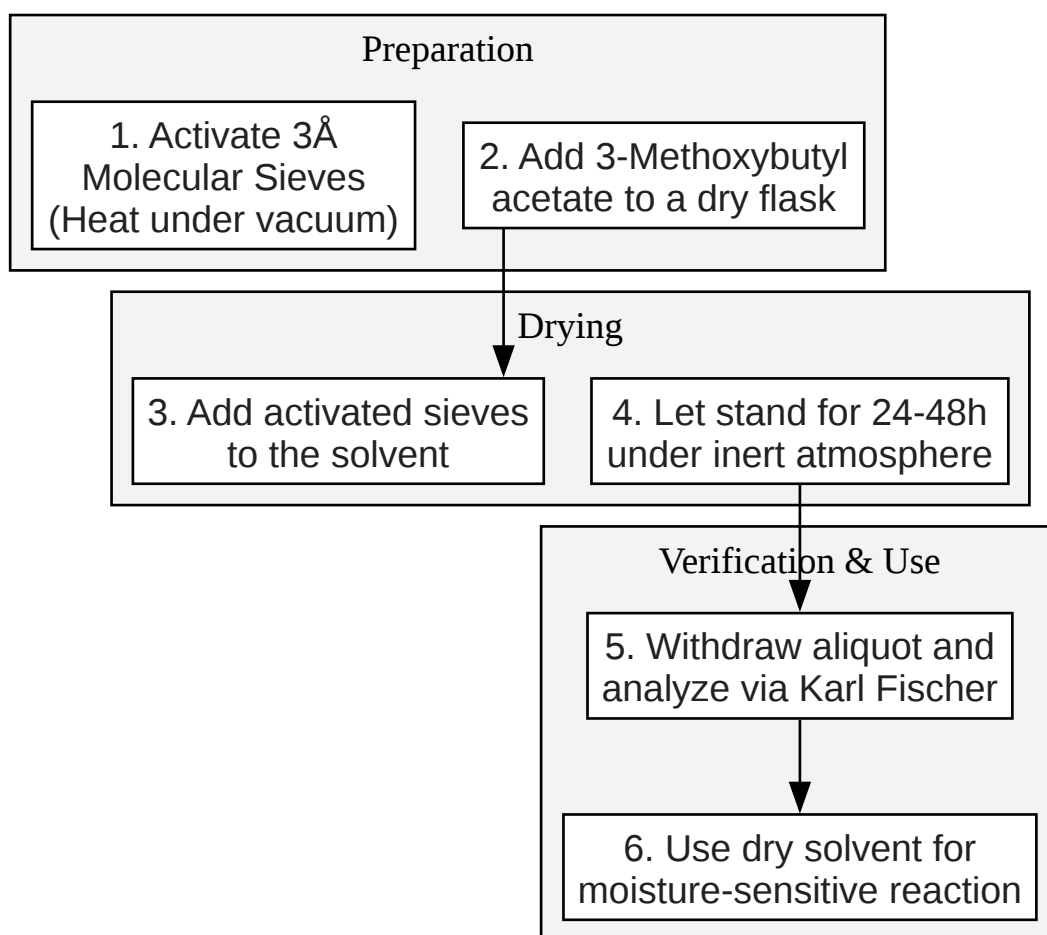 Preparation
1. Activate 3Å
Molecular Sieves
(Heat under vacuum)
2. Add 3-Methoxybutyl
acetate to a dry flask
Drying
3. Add activated sieves
to the solvent
4. Let stand for 24-48h
under inert atmosphere
Verification & Use
5. Withdraw aliquot and
analyze via Karl Fischer
6. Use dry solvent for
moisture-sensitive reaction